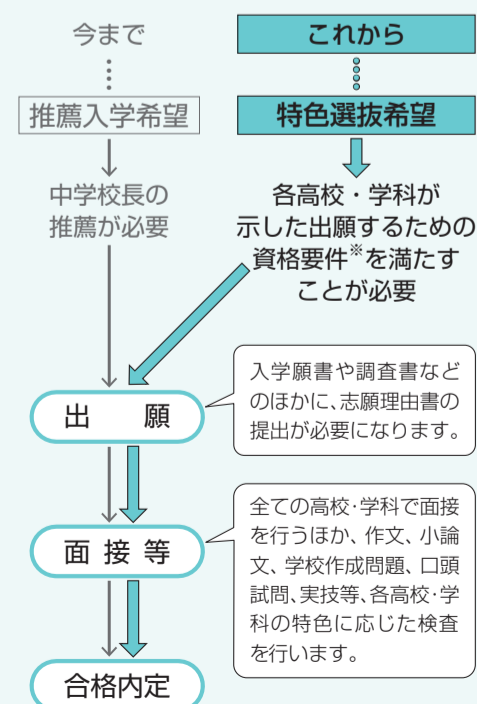 今まで
推薦入学希望
中学校長の
推薦が必要
これから
特色選抜希望
各高校・学科が
示した出願するための
資格要件※を満たす
ことが必要
出　願
入学願書や調査書など
のほかに、志願理由書の
提出が必要になります。
面接等
全ての高校・学科で面接
を行うほか、作文、小論
文、学校作成問題、口頭
試問、実技等、各高校・学
科の特色に応じた検査
を行います。
合格内定